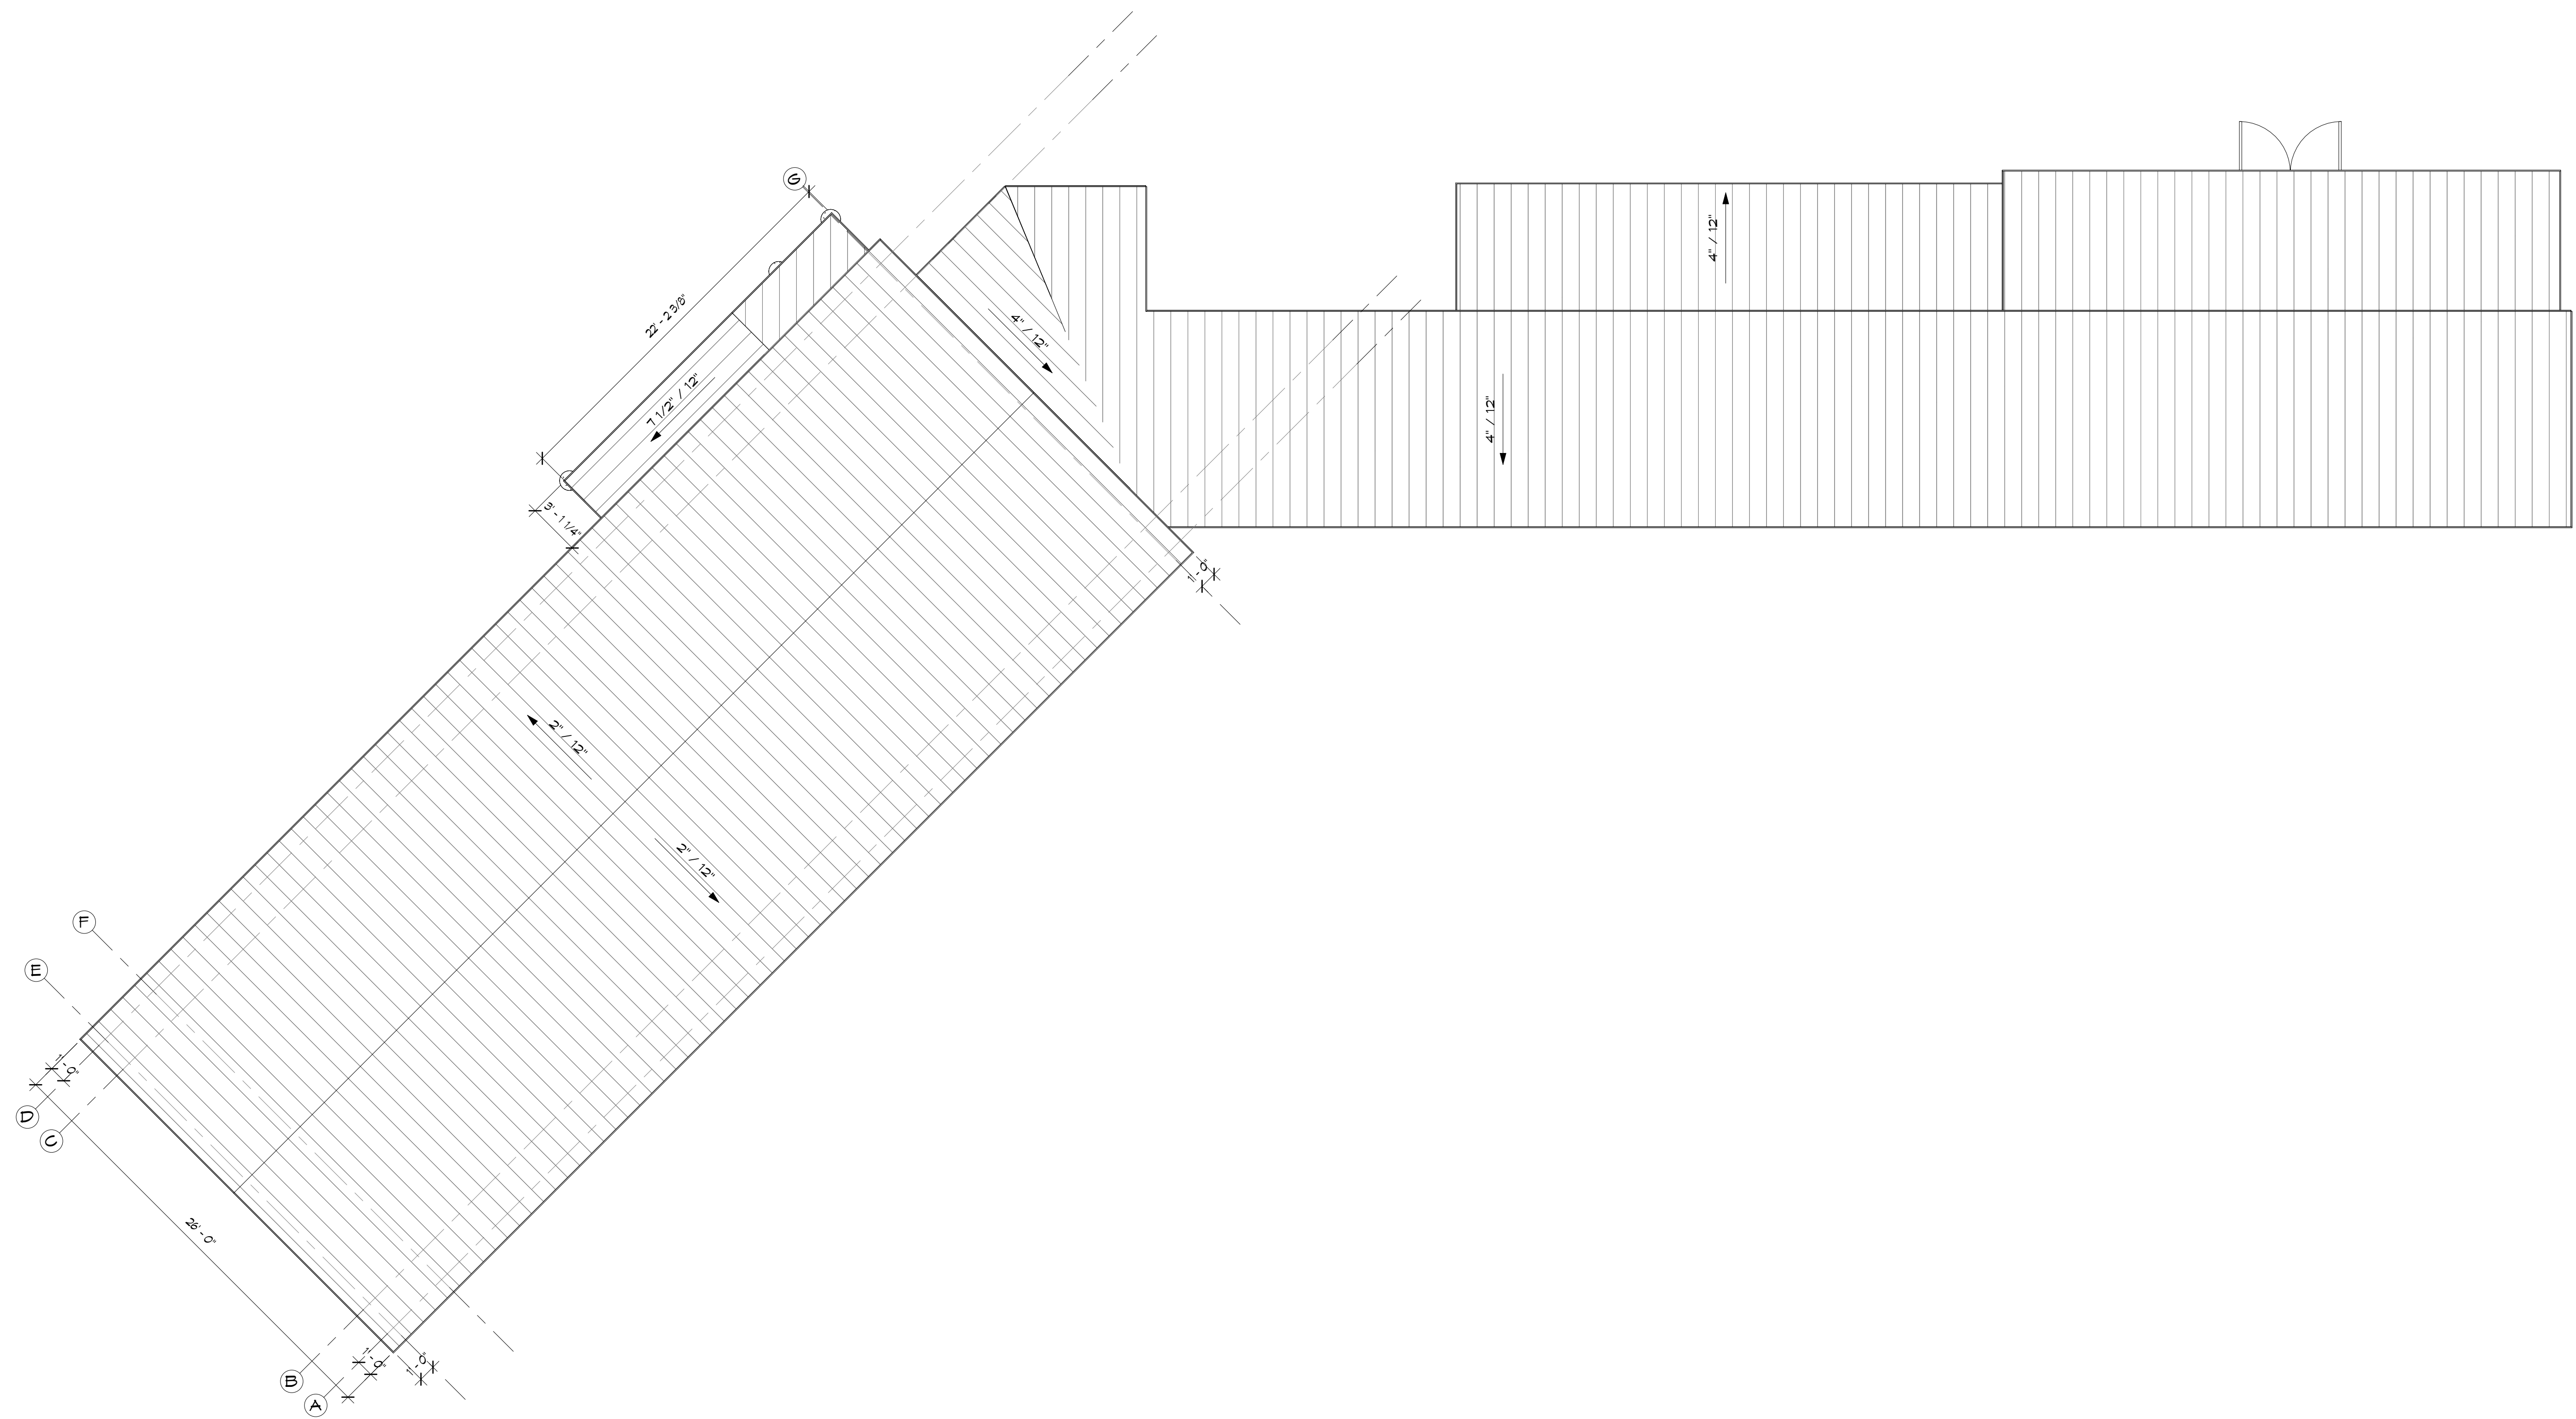 G
22' - 2 3/8"
4" / 12"
4" / 12"
7 1/2" / 12"
4" / 12"
3' - 1 1/4"
1' - 0"
2" / 12"
2" / 12"
F
E
1' - 0"
D
C
26' - 0"
1' - 0"
1' - 0"
B
A